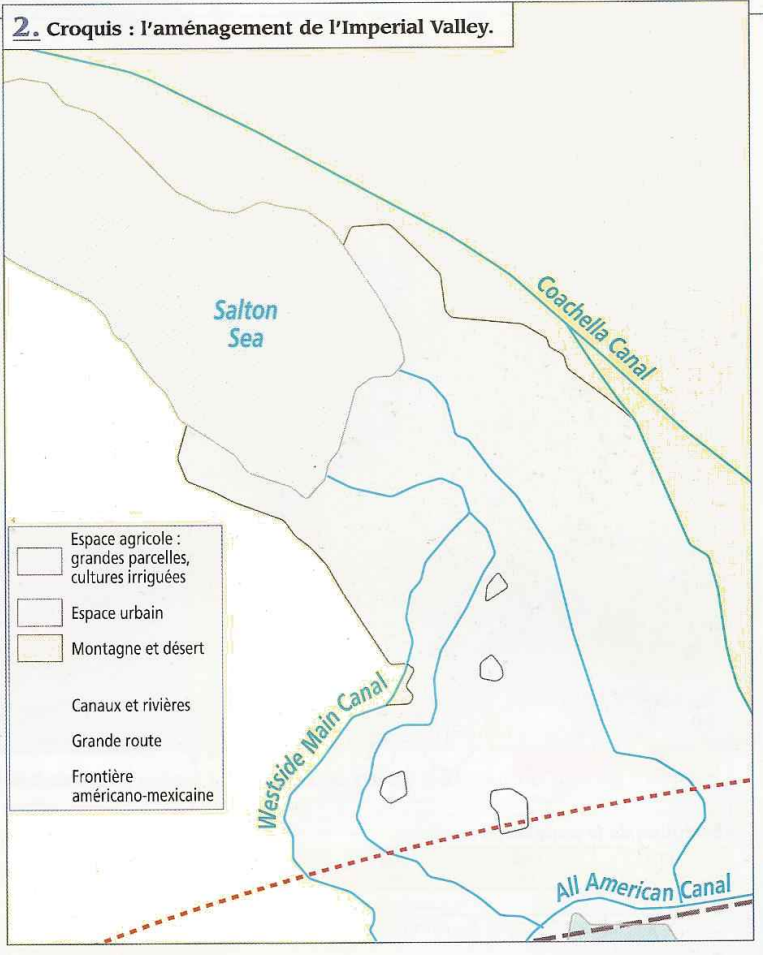 2. Croquis : l'aménagement de l'Imperial Valley.
Coachella Canal
Salton
Sea
Espace agricole :
grandes parcelles,
cultures irriguées
Espace urbain
Montagne et désert
Canaux et rivières
Grande route
Frontière
américano-mexicaine
Westside Main Canal
All American Canal